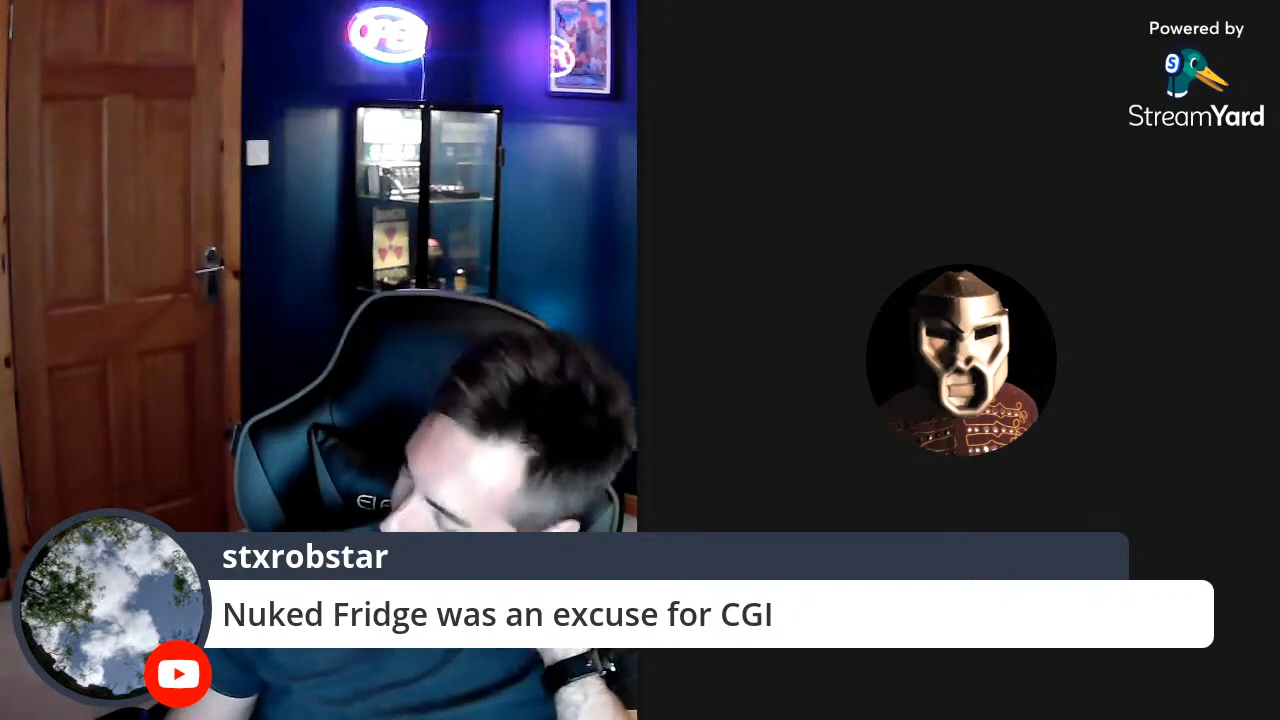 Powered by
S
StreamYard
stxrobstar
Nuked Fridge was an excuse for CGI